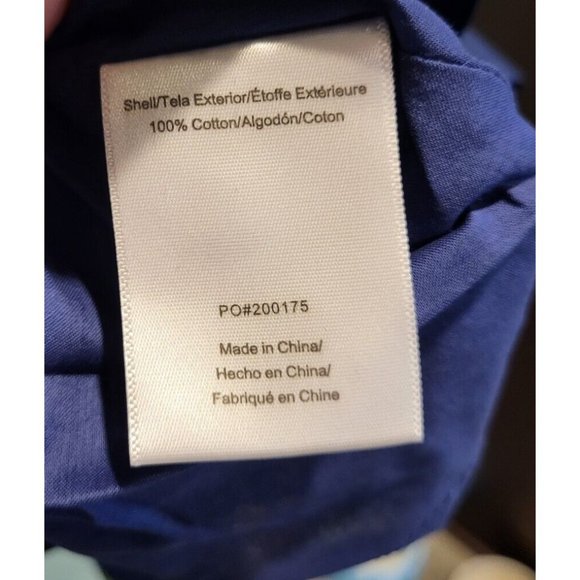 Shell/Tela Exterior/Étoffe Extérieure
100% Cotton/Algodón/Coton
PO#200175
Made in China/
Hecho en China/
Fabriqué en Chine